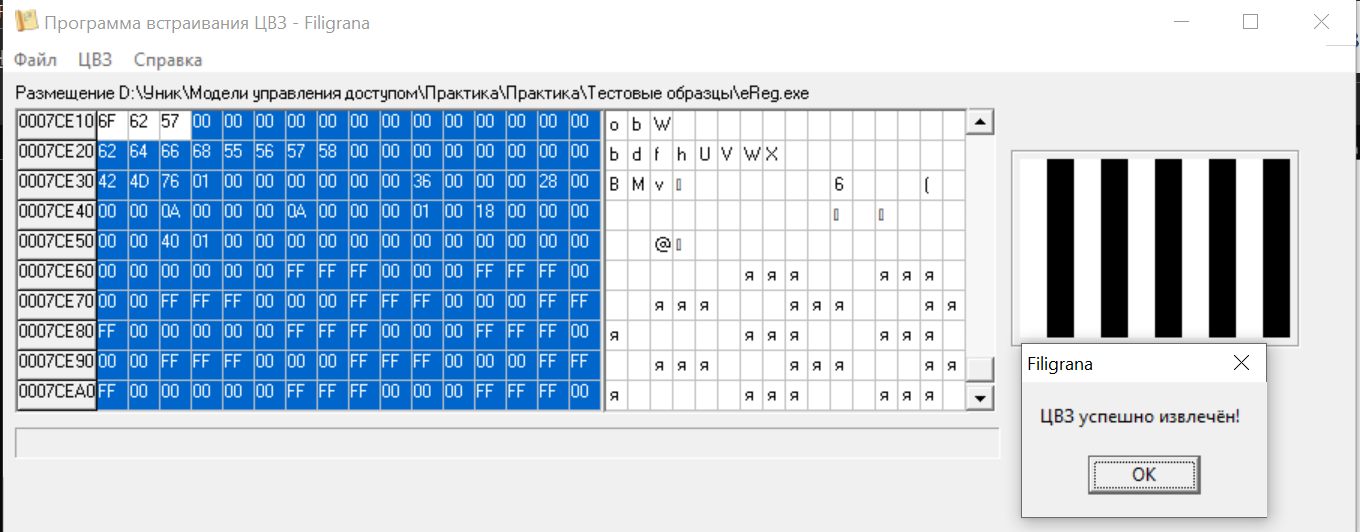 Программа встраивания ЦВЗ - Filigrana
Файл ЦВЗ Справка
Размещение D:\Уник\Модели управления доступом\Практика\Практика\Тестовые образцы\eReg.exe
0007CE10 6F 62 57 00 00 00 00 00 00 00 00 00 00 00 00 00 o b W
0007CE20 62 64 66 68 55 56 57 58 00 00 00 00 00 00 00 00 b d f h U V W X
0007CE30 42 4D 76 01 00 00 00 00 00 00 36 00 00 00 28 00 B M v 6 (
0007CE40 00 00 0A 00 00 00 0A 00 00 00 01 00 18 00 00 00
0007CE50 00 00 40 01 00 00 00 00 00 00 00 00 00 00 00 00 @
0007CE60 00 00 00 00 00 00 FF FF FF 00 00 00 FF FF FF 00 я я я я я я
0007CE70 00 00 FF FF FF 00 00 00 FF FF FF 00 00 00 FF FF я я я я я я я я
0007CE80 FF 00 00 00 00 00 FF FF FF 00 00 00 FF FF FF 00 я я я я я я я
0007CE90 00 00 FF FF FF 00 00 00 FF FF FF 00 00 00 FF FF я я я я я я я я
0007CEA0 FF 00 00 00 00 00 FF FF FF 00 00 00 FF FF FF 00 я я я я я я я
Filigrana
ЦВЗ успешно извлечён!
OK